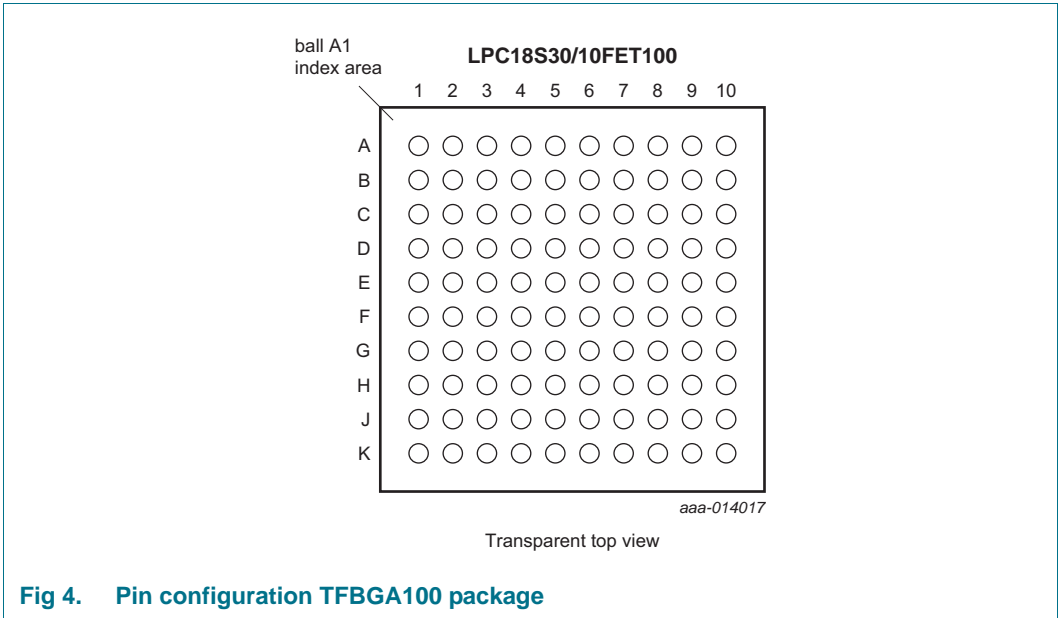 ball A1
index area
LPC18S30/10FET100
1 2 3 4 5 6 7 8 9 10
A
B
C
D
E
F
G
H
J
K
aaa-014017
Transparent top view
Fig 4. Pin configuration TFBGA100 package